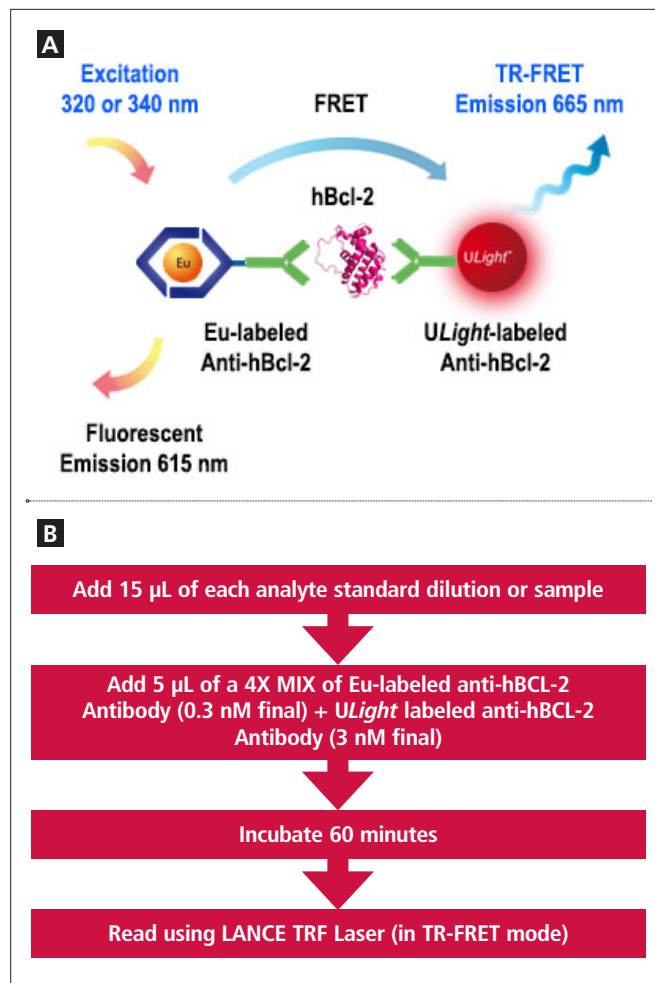 A
Excitation
320 or 340 nm
FRET
TR-FRET
Emission 665 nm
hBcl-2
Eu
ULight™
Eu-labeled
Anti-hBcl-2
ULight-labeled
Anti-hBcl-2
Fluorescent
Emission 615 nm
B
Add 15 µL of each analyte standard dilution or sample
Add 5 µL of a 4X MIX of Eu-labeled anti-hBCL-2
Antibody (0.3 nM final) + ULight labeled anti-hBCL-2
Antibody (3 nM final)
Incubate 60 minutes
Read using LANCE TRF Laser (in TR-FRET mode)